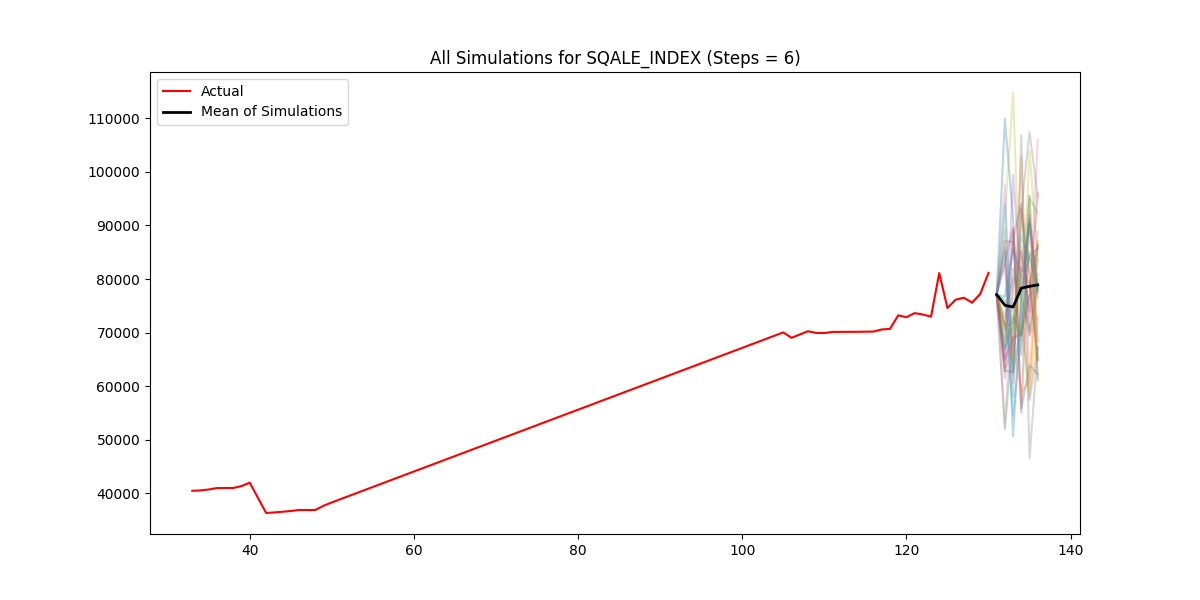 All Simulations for SQALE_INDEX (Steps = 6)
Actual
Mean of Simulations
110000
100000
90000
80000
70000
60000
50000
40000
40 60 80 100 120 140